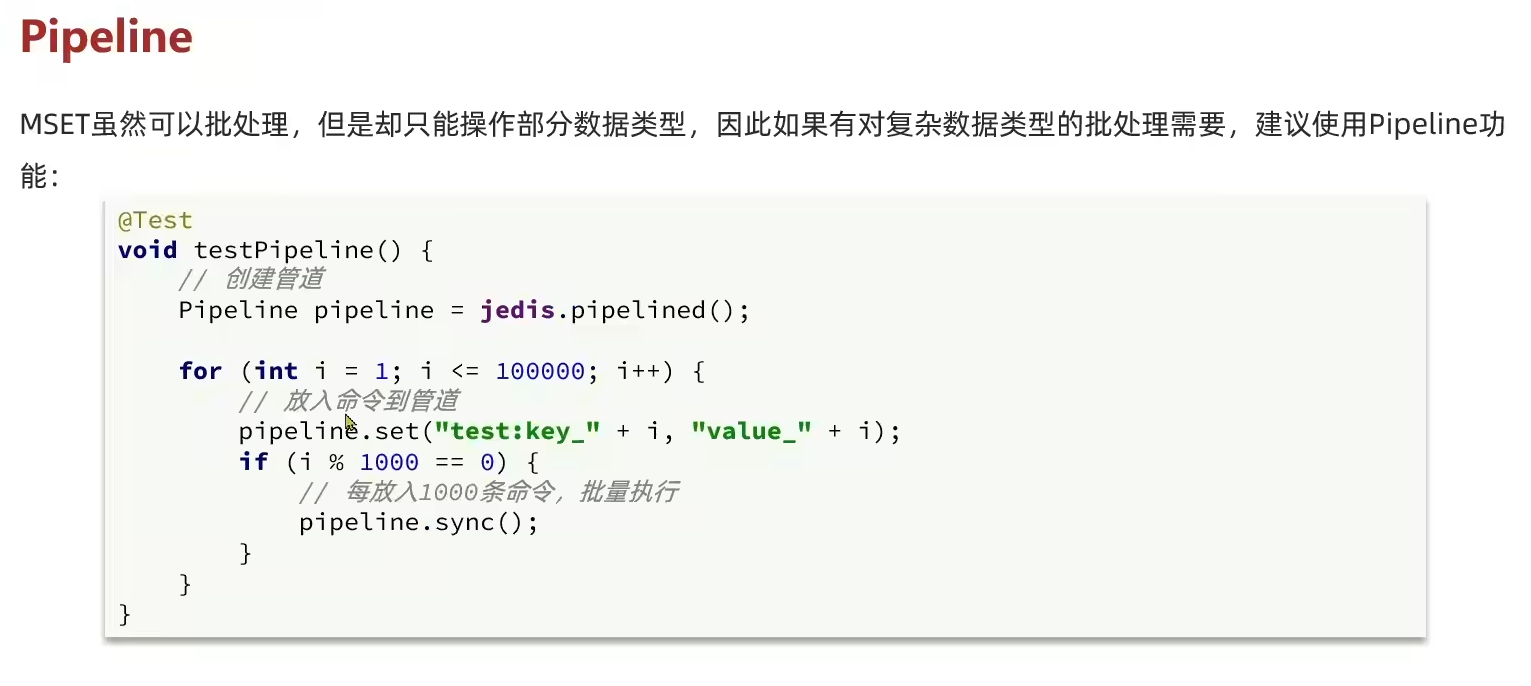 Pipeline
MSET虽然可以批处理，但是却只能操作部分数据类型，因此如果有对复杂数据类型的批处理需要，建议使用Pipeline功
能：
@Test
void testPipeline() {
    // 创建管道
    Pipeline pipeline = jedis.pipelined();

    for (int i = 1; i <= 100000; i++) {
        // 放入命令到管道
        pipeline.set("test:key_" + i, "value_" + i);
        if (i % 1000 == 0) {
            // 每放入1000条命令，批量执行
            pipeline.sync();
        }
    }
}